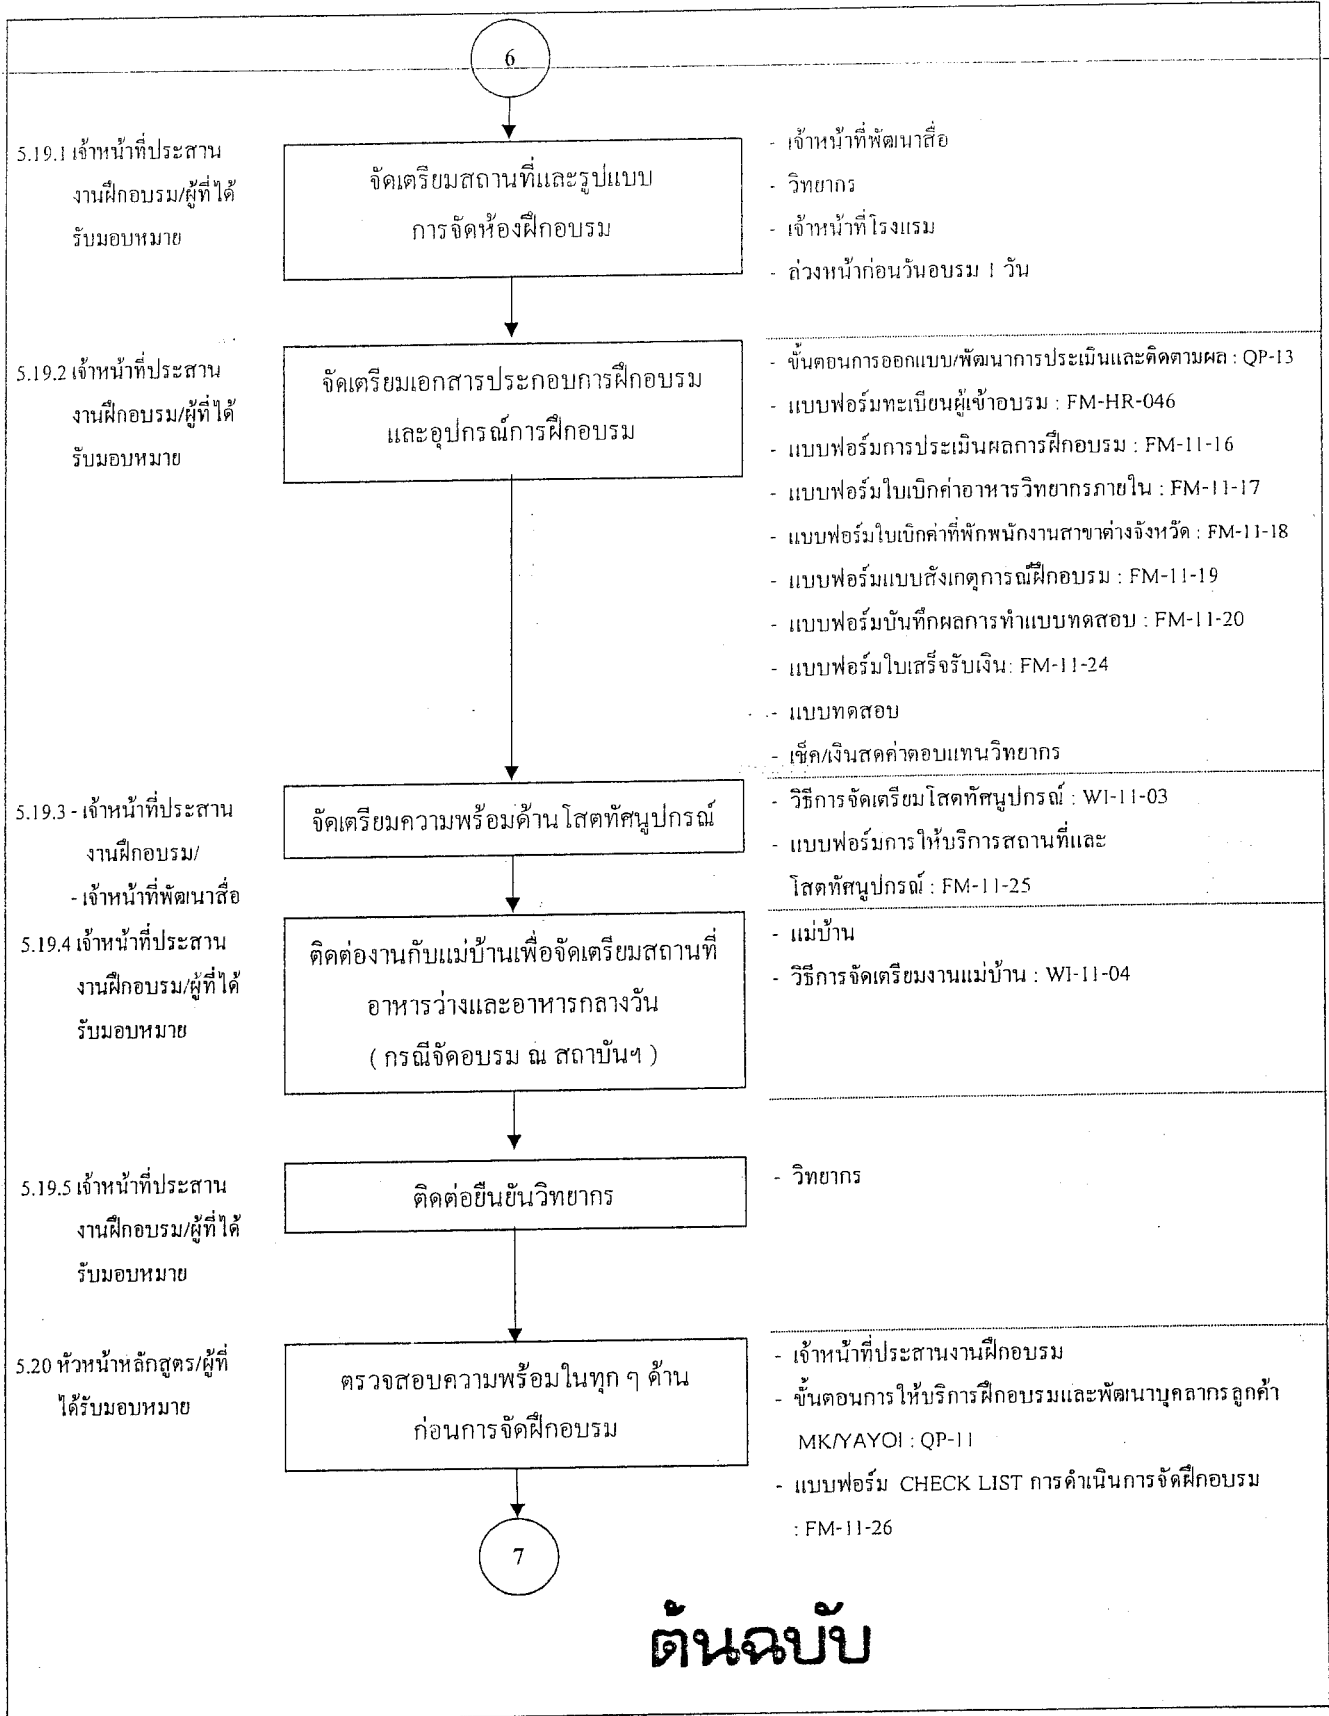 6
5.19.1 เจ้าหน้าที่ประสาน
งานฝึกอบรม/ผู้ที่ได้
รับมอบหมาย
จัดเตรียมสถานที่และรูปแบบ
การจัดห้องฝึกอบรม
- เจ้าหน้าที่พัฒนาสื่อ
- วิทยากร
- เจ้าหน้าที่โรงแรม
- ล่วงหน้าก่อนวันอบรม 1 วัน
5.19.2 เจ้าหน้าที่ประสาน
งานฝึกอบรม/ผู้ที่ได้
รับมอบหมาย
จัดเตรียมเอกสารประกอบการฝึกอบรม
และอุปกรณ์การฝึกอบรม
- ขั้นตอนการออกแบบ/พัฒนาการประเมินและติดตามผล : QP-13
- แบบฟอร์มทะเบียนผู้เข้าอบรม : FM-HR-046
- แบบฟอร์มการประเมินผลการฝึกอบรม : FM-11-16
- แบบฟอร์มใบเบิกค่าอาหารวิทยากรภายใน : FM-11-17
- แบบฟอร์มใบเบิกค่าที่พักพนักงานสาขาต่างจังหวัด : FM-11-18
- แบบฟอร์มแบบสังเกตุการณ์ฝึกอบรม : FM-11-19
- แบบฟอร์มบันทึกผลการทำแบบทดสอบ : FM-11-20
- แบบฟอร์มใบเสร็จรับเงิน: FM-11-24
- แบบทดสอบ
- เช็ค/เงินสดค่าตอบแทนวิทยากร
5.19.3 - เจ้าหน้าที่ประสาน
งานฝึกอบรม/
- เจ้าหน้าที่พัฒนาสื่อ
จัดเตรียมความพร้อมด้านโสตทัศนูปกรณ์
- วิธีการจัดเตรียมโสตทัศนูปกรณ์ : WI-11-03
- แบบฟอร์มการให้บริการสถานที่และ
โสตทัศนูปกรณ์ : FM-11-25
5.19.4 เจ้าหน้าที่ประสาน
งานฝึกอบรม/ผู้ที่ได้
รับมอบหมาย
ติดต่องานกับแม่บ้านเพื่อจัดเตรียมสถานที่
อาหารว่างและอาหารกลางวัน
( กรณีจัดอบรม ณ สถาบันฯ )
- แม่บ้าน
- วิธีการจัดเตรียมงานแม่บ้าน : WI-11-04
5.19.5 เจ้าหน้าที่ประสาน
งานฝึกอบรม/ผู้ที่ได้
รับมอบหมาย
ติดต่อยืนยันวิทยากร
- วิทยากร
5.20 หัวหน้าหลักสูตร/ผู้ที่
ได้รับมอบหมาย
ตรวจสอบความพร้อมในทุก ๆ ด้าน
ก่อนการจัดฝึกอบรม
- เจ้าหน้าที่ประสานงานฝึกอบรม
- ขั้นตอนการให้บริการฝึกอบรมและพัฒนาบุคลากรลูกค้า
MK/YAYOI : QP-11
- แบบฟอร์ม CHECK LIST การดำเนินการจัดฝึกอบรม
: FM-11-26
7
ต้นฉบับ